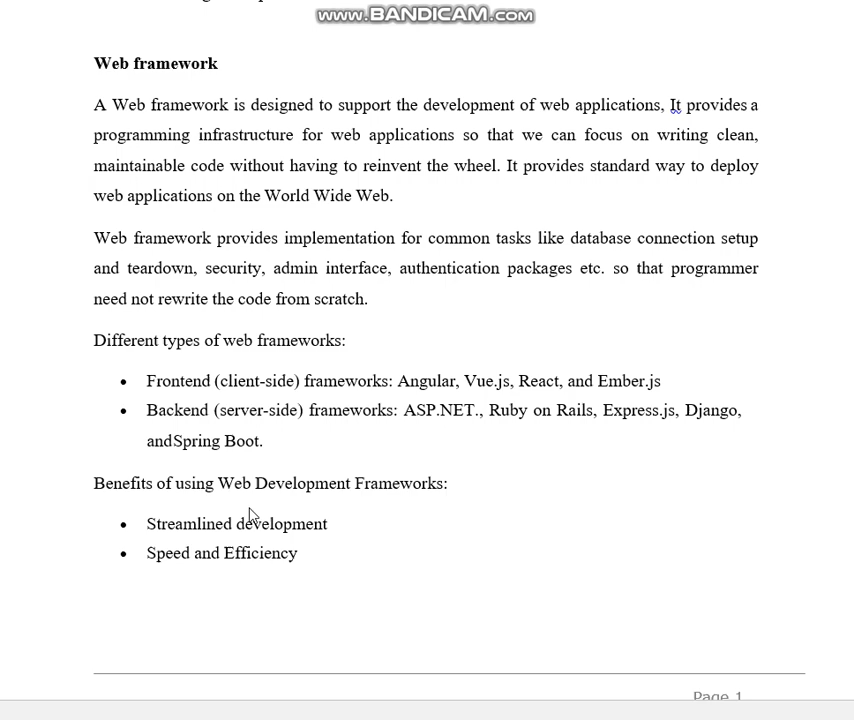 www.BANDICAM.com
Web framework
A Web framework is designed to support the development of web applications, It provides a
programming infrastructure for web applications so that we can focus on writing clean,
maintainable code without having to reinvent the wheel. It provides standard way to deploy
web applications on the World Wide Web.
Web framework provides implementation for common tasks like database connection setup
and teardown, security, admin interface, authentication packages etc. so that programmer
need not rewrite the code from scratch.
Different types of web frameworks:
• Frontend (client-side) frameworks: Angular, Vue.js, React, and Ember.js
• Backend (server-side) frameworks: ASP.NET., Ruby on Rails, Express.js, Django,
andSpring Boot.
Benefits of using Web Development Frameworks:
• Streamlined development
• Speed and Efficiency
Page 1